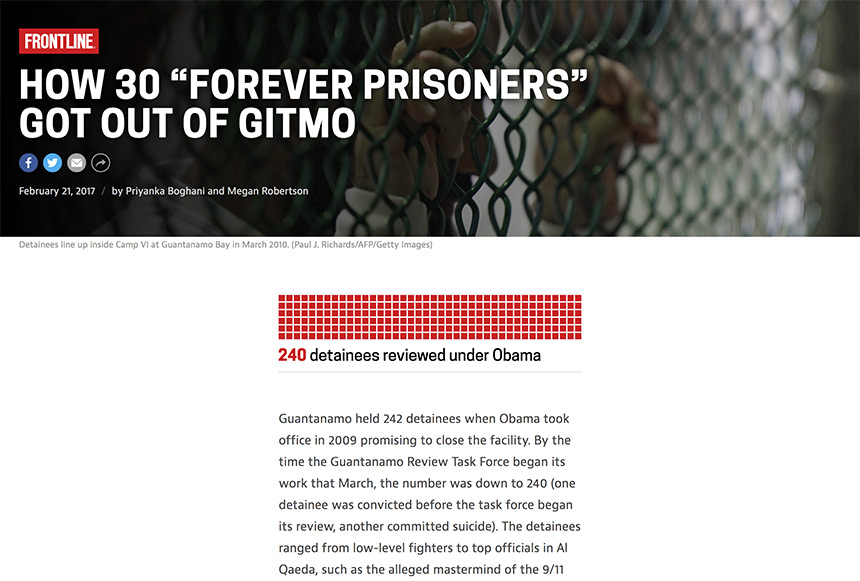 FRONTLINE
HOW 30 “FOREVER PRISONERS”
GOT OUT OF GITMO
February 21, 2017 / by Priyanka Boghani and Megan Robertson
Detainees line up inside Camp VI at Guantanamo Bay in March 2010. (Paul J. Richards/AFP/Getty Images)
240 detainees reviewed under Obama
Guantanamo held 242 detainees when Obama took
office in 2009 promising to close the facility. By the
time the Guantanamo Review Task Force began its
work that March, the number was down to 240 (one
detainee was convicted before the task force began
its review, another committed suicide). The detainees
ranged from low-level fighters to top officials in Al
Qaeda, such as the alleged mastermind of the 9/11